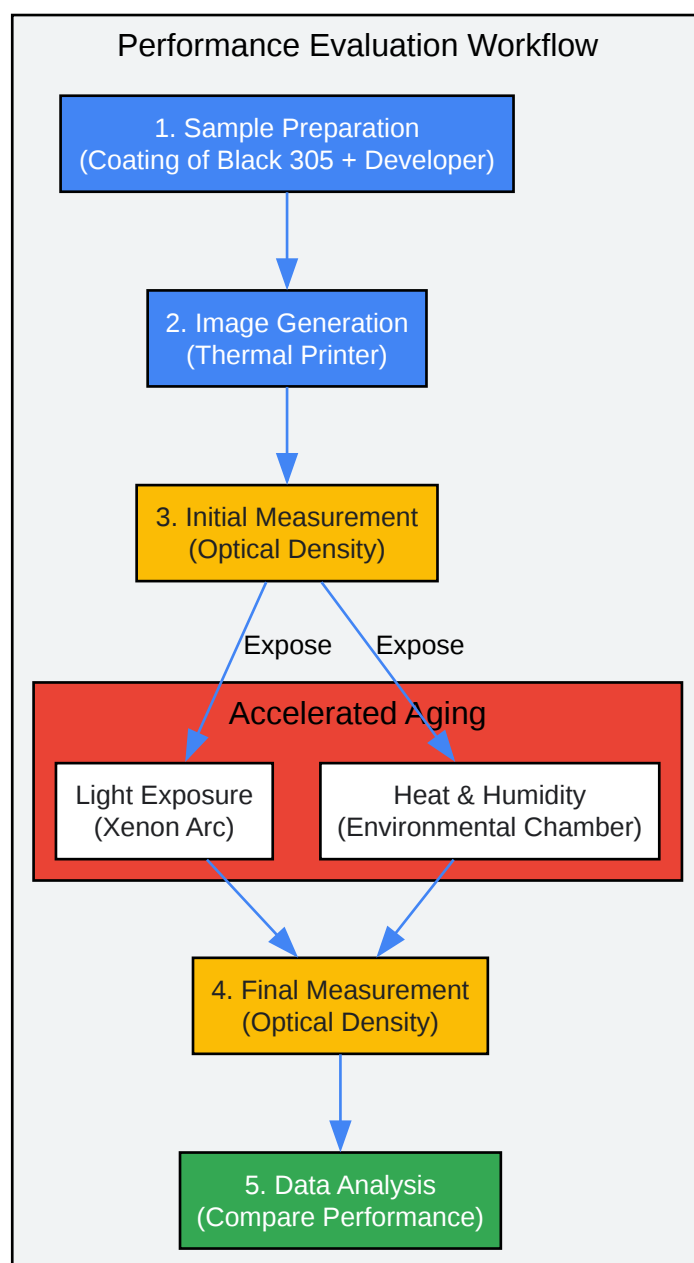 Performance Evaluation Workflow
1. Sample Preparation
(Coating of Black 305 + Developer)
2. Image Generation
(Thermal Printer)
3. Initial Measurement
(Optical Density)
Expose
Expose
Accelerated Aging
Light Exposure
(Xenon Arc)
Heat & Humidity
(Environmental Chamber)
4. Final Measurement
(Optical Density)
5. Data Analysis
(Compare Performance)